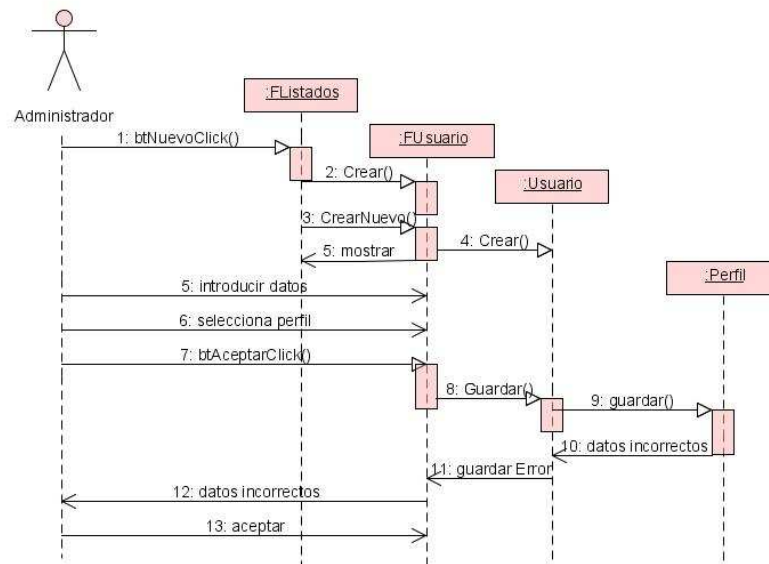 :FListados
Administrador
:FUsuario
1: btNuevoClick()
2: Crear()
:Usuario
3: CrearNuevo()
4: Crear()
5: mostrar
:Perfil
5: introducir datos
6: selecciona perfil
7: btAceptarClick()
8: Guardar()
9: guardar()
10: datos incorrectos
11: guardar Error
12: datos incorrectos
13: aceptar